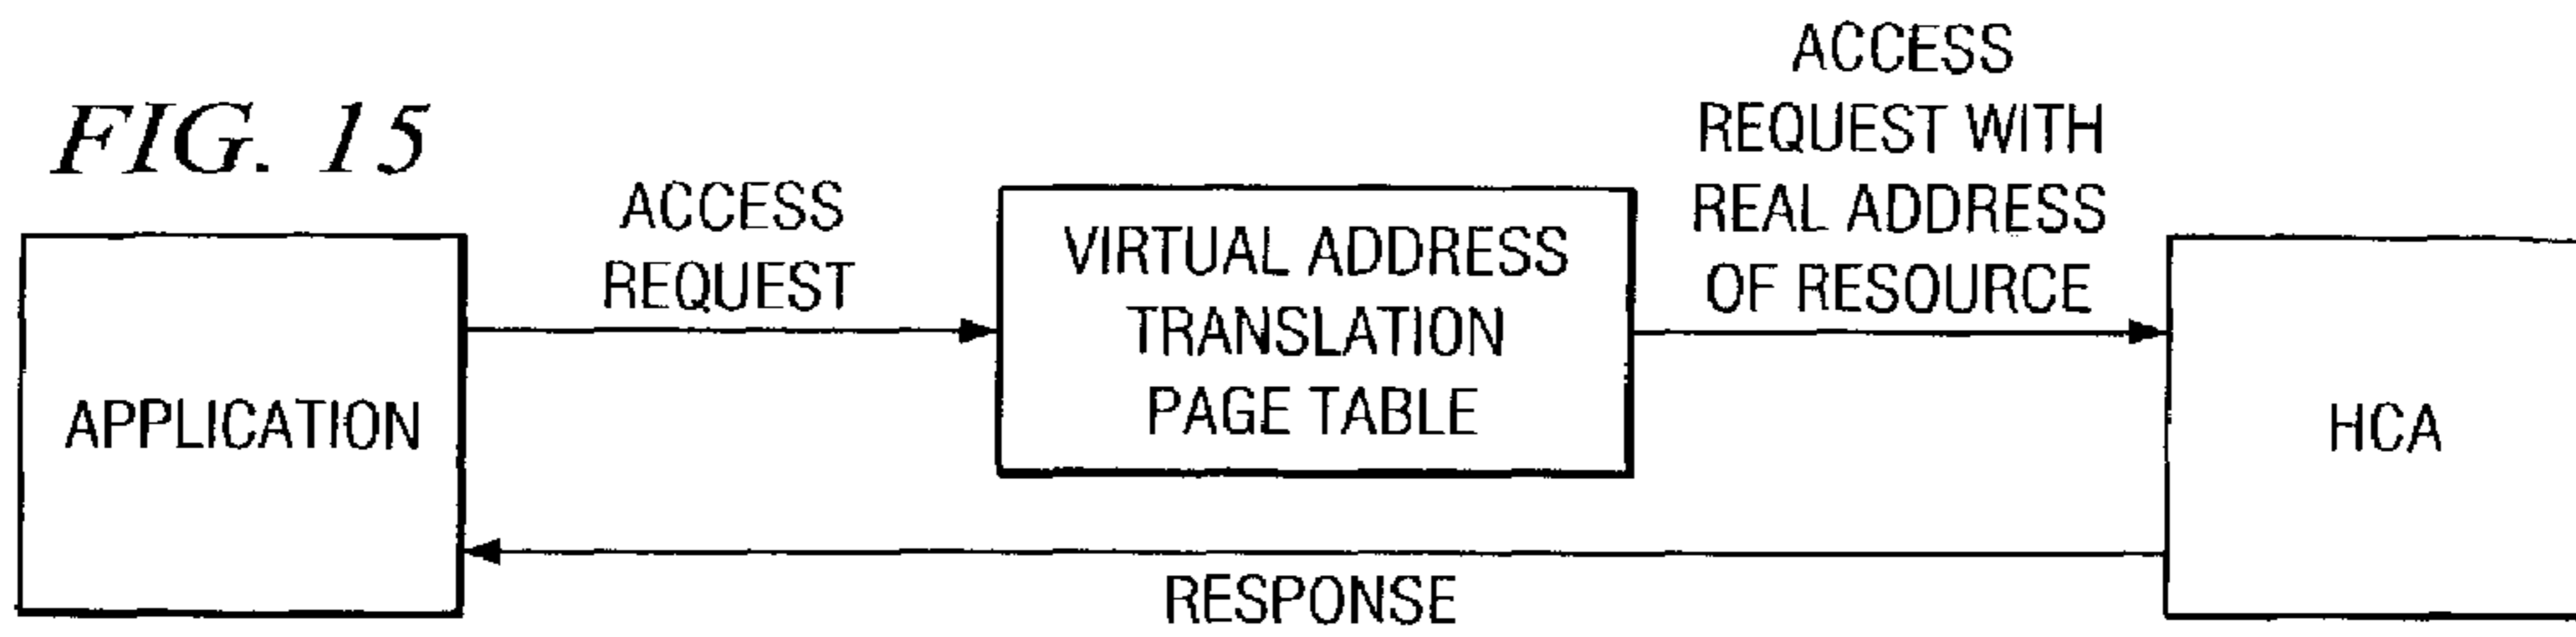 FIG. 15
APPLICATION
ACCESS
REQUEST
VIRTUAL ADDRESS
TRANSLATION
PAGE TABLE
ACCESS
REQUEST WITH
REAL ADDRESS
OF RESOURCE
HCA
RESPONSE